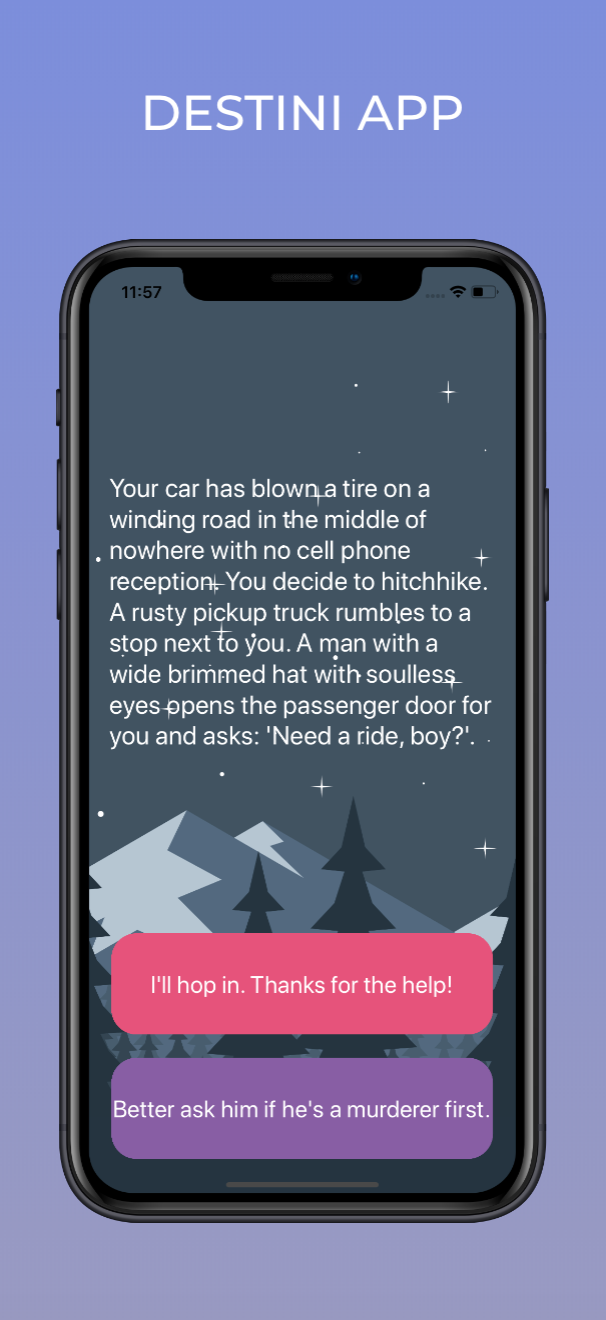 DESTINI APP
11:57
Your car has blown a tire on a
winding road in the middle of
nowhere with no cell phone
reception. You decide to hitchhike.
A rusty pickup truck rumbles to a
stop next to you. A man with a
wide brimmed hat with soulless
eyes opens the passenger door for
you and asks: 'Need a ride, boy?'.
I'll hop in. Thanks for the help!
Better ask him if he's a murderer first.